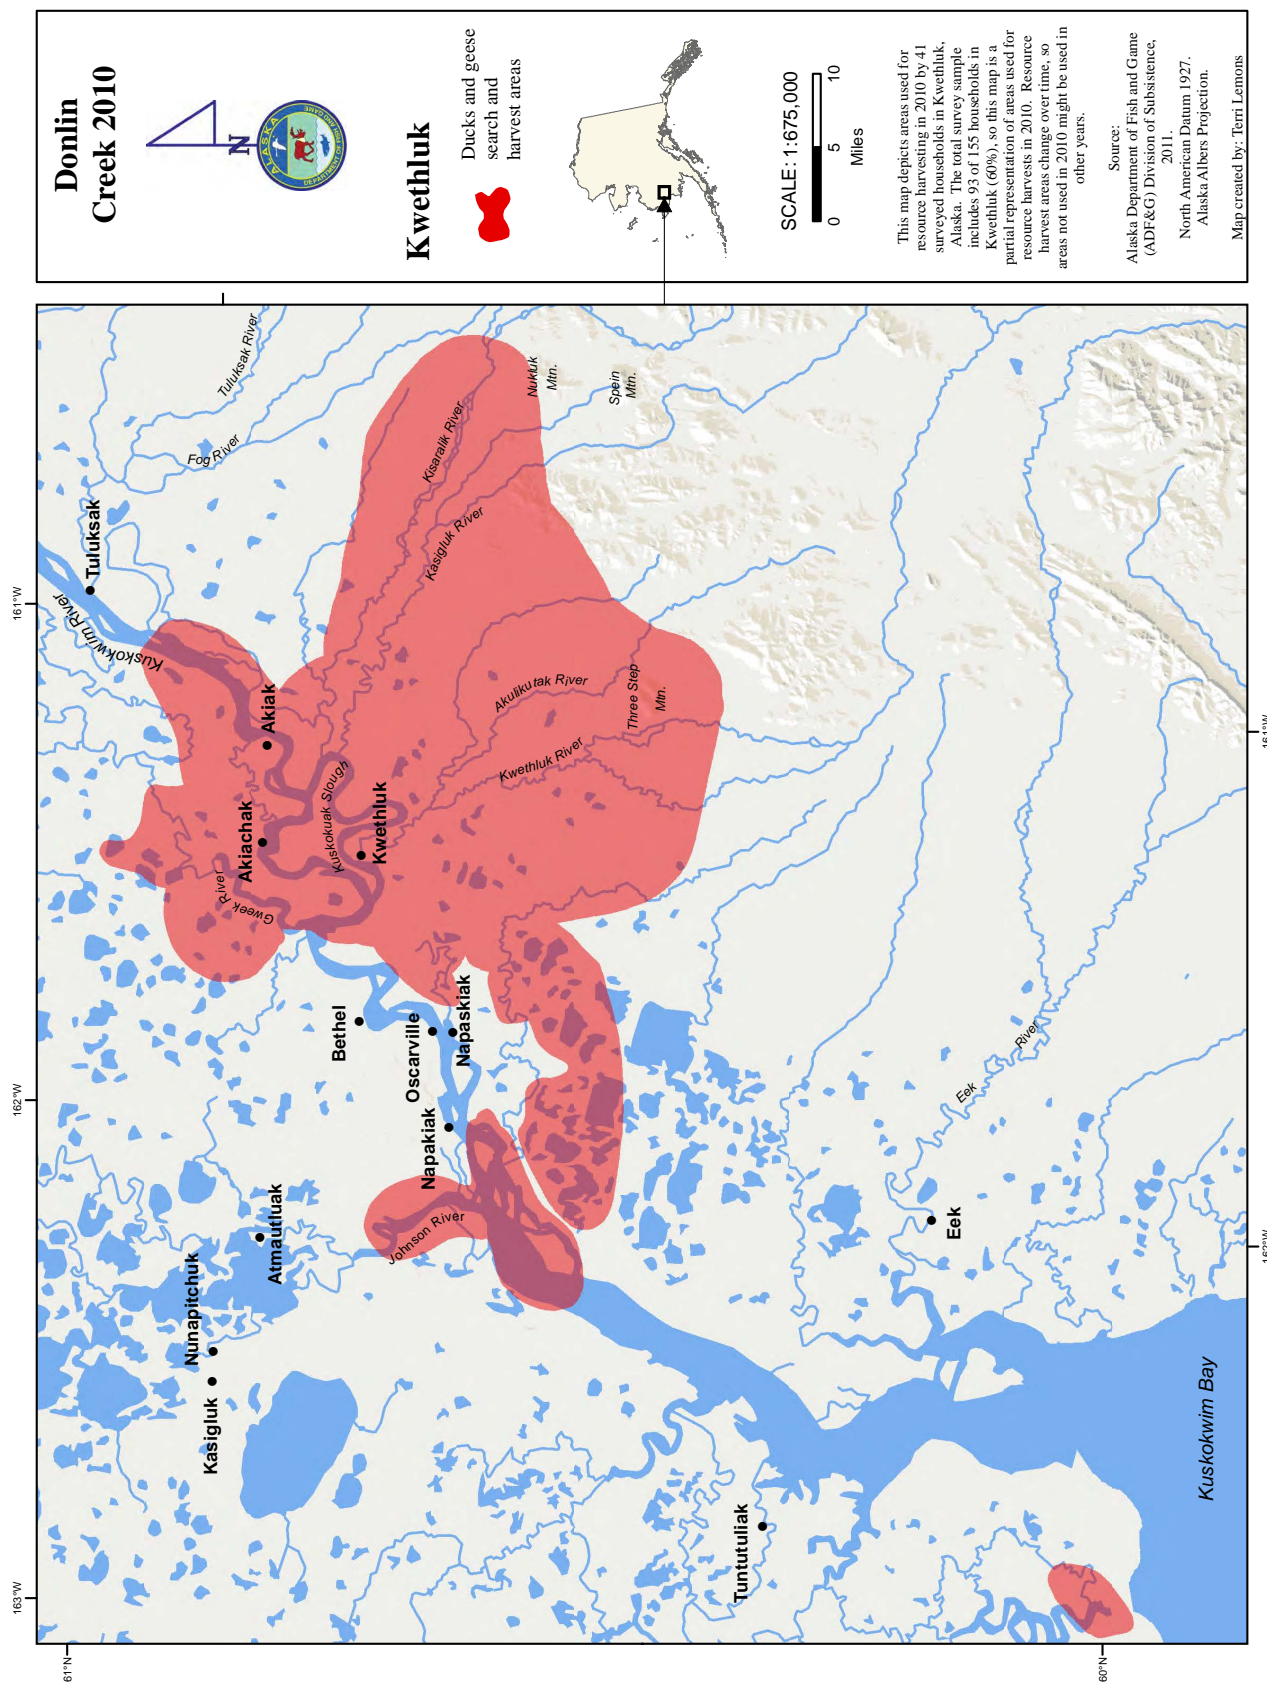 Donlin
Creek 2010
N
ALASKA
DEPARTMENT OF FISH AND GAME
Kwethluk
Ducks and geese
search and
harvest areas
SCALE: 1:675,000
0 5 10
Miles
This map depicts areas used for
resource harvesting in 2010 by 41
surveyed households in Kwethluk,
Alaska. The total survey sample
includes 93 of 155 households in
Kwethluk (60%), so this map is a
partial representation of areas used for
resource harvests in 2010. Resource
harvest areas change over time, so
areas not used in 2010 might be used in
other years.
Source:
Alaska Department of Fish and Game
(ADF&G) Division of Subsistence,
2011.
North American Datum 1927.
Alaska Albers Projection.
Map created by: Terri Lemons
163°W
162°W
161°W
61°N
60°N
162°W
161°W
Tuluksak River
Fog River
Tuluksak
Kuskokwim River
Kisaralik River
Kasigluk River
Nukluk
Mtn.
Spein
Mtn.
Akiak
Akiachak
Kuskokuak Slough
Kwethluk
Gweek River
Akulikutak River
Kwethluk River
Three Step
Mtn.
Bethel
Oscarville
Napaskiak
Napakiak
Johnson River
Atmautluak
Nunapitchuk
Kasigluk
Tuntutuliak
Eek
Eek River
Kuskokwim Bay